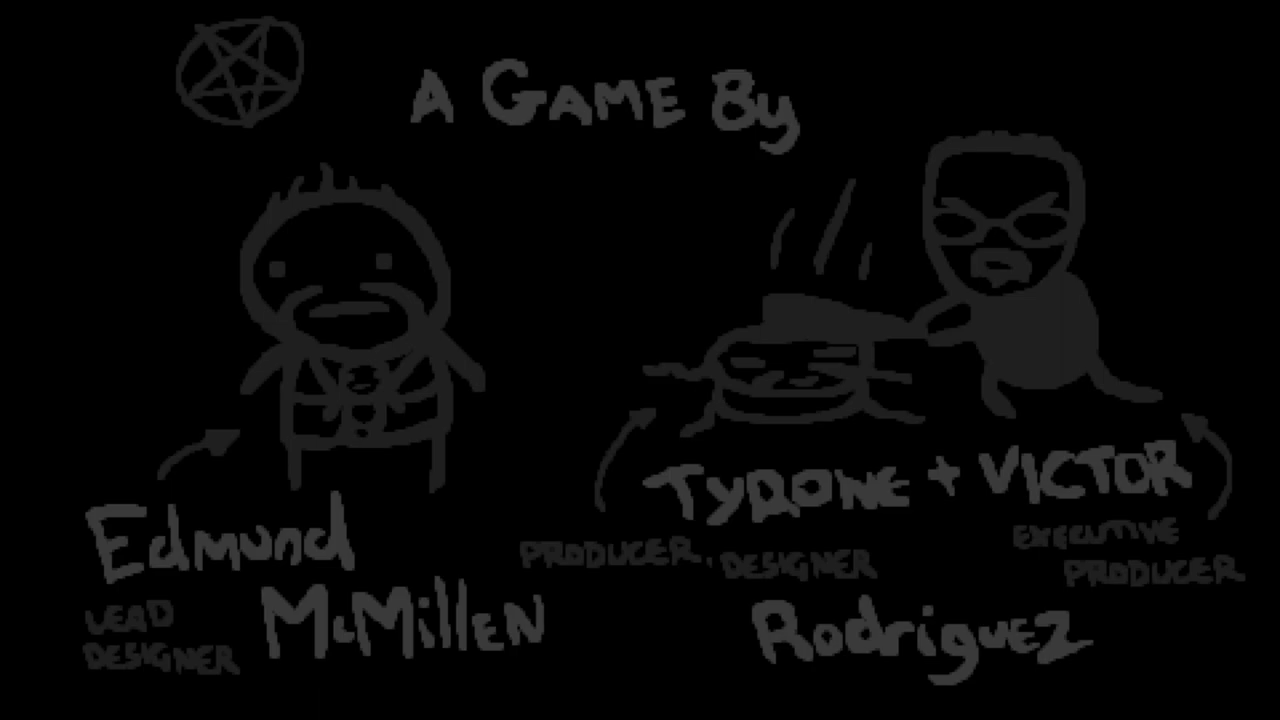 A GAME By
Edmund
McMillEN
LEAD
DESIGNER
TYRONE + VICTOR
PRODUCER, DESIGNER
EXECUTIVE
PRODUCER
RodriguEZ